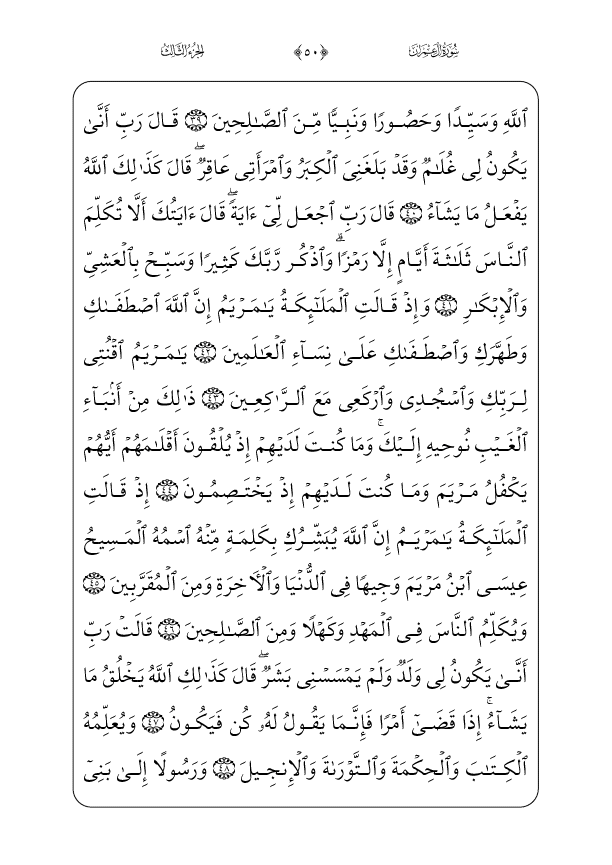 سُورَةُ آلِ عِمۡرَانَ ﴿٥٠﴾ الجُزءُ الثَّالِثُ
ٱللَّهِ وَسَيِّدٗا وَحَصُورٗا وَنَبِيّٗا مِّنَ ٱلصَّٰلِحِينَ ٣٩ قَالَ رَبِّ أَنَّىٰ
يَكُونُ لِي غُلَٰمٞ وَقَدۡ بَلَغَنِيَ ٱلۡكِبَرُ وَٱمۡرَأَتِي عَاقِرٞۖ قَالَ كَذَٰلِكَ ٱللَّهُ
يَفۡعَلُ مَا يَشَآءُ ٤٠ قَالَ رَبِّ ٱجۡعَل لِّيٓ ءَايَةٗۖ قَالَ ءَايَتُكَ أَلَّا تُكَلِّمَ
ٱلنَّاسَ ثَلَٰثَةَ أَيَّامٍ إِلَّا رَمۡزٗاۗ وَٱذۡكُر رَّبَّكَ كَثِيرٗا وَسَبِّحۡ بِٱلۡعَشِيِّ
وَٱلۡإِبۡكَٰرِ ٤١ وَإِذۡ قَالَتِ ٱلۡمَلَٰٓئِكَةُ يَٰمَرۡيَمُ إِنَّ ٱللَّهَ ٱصۡطَفَىٰكِ
وَطَهَّرَكِ وَٱصۡطَفَىٰكِ عَلَىٰ نِسَآءِ ٱلۡعَٰلَمِينَ ٤٢ يَٰمَرۡيَمُ ٱقۡنُتِي
لِرَبِّكِ وَٱسۡجُدِي وَٱرۡكَعِي مَعَ ٱلرَّٰكِعِينَ ٤٣ ذَٰلِكَ مِنۡ أَنۢبَآءِ
ٱلۡغَيۡبِ نُوحِيهِ إِلَيۡكَۚ وَمَا كُنتَ لَدَيۡهِمۡ إِذۡ يُلۡقُونَ أَقۡلَٰمَهُمۡ أَيُّهُمۡ
يَكۡفُلُ مَرۡيَمَ وَمَا كُنتَ لَدَيۡهِمۡ إِذۡ يَخۡتَصِمُونَ ٤٤ إِذۡ قَالَتِ
ٱلۡمَلَٰٓئِكَةُ يَٰمَرۡيَمُ إِنَّ ٱللَّهَ يُبَشِّرُكِ بِكَلِمَةٖ مِّنۡهُ ٱسۡمُهُ ٱلۡمَسِيحُ
عِيسَى ٱبۡنُ مَرۡيَمَ وَجِيهٗا فِي ٱلدُّنۡيَا وَٱلۡأٓخِرَةِ وَمِنَ ٱلۡمُقَرَّبِينَ ٤٥
وَيُكَلِّمُ ٱلنَّاسَ فِي ٱلۡمَهۡدِ وَكَهۡلٗا وَمِنَ ٱلصَّٰلِحِينَ ٤٦ قَالَتۡ رَبِّ
أَنَّىٰ يَكُونُ لِي وَلَدٞ وَلَمۡ يَمۡسَسۡنِي بَشَرٞۖ قَالَ كَذَٰلِكِ ٱللَّهُ يَخۡلُقُ مَا
يَشَآءُۚ إِذَا قَضَىٰٓ أَمۡرٗا فَإِنَّمَا يَقُولُ لَهُۥ كُن فَيَكُونُ ٤٧ وَيُعَلِّمُهُ
ٱلۡكِتَٰبَ وَٱلۡحِكۡمَةَ وَٱلتَّوۡرَىٰةَ وَٱلۡإِنجِيلَ ٤٨ وَرَسُولًا إِلَىٰ بَنِيٓ